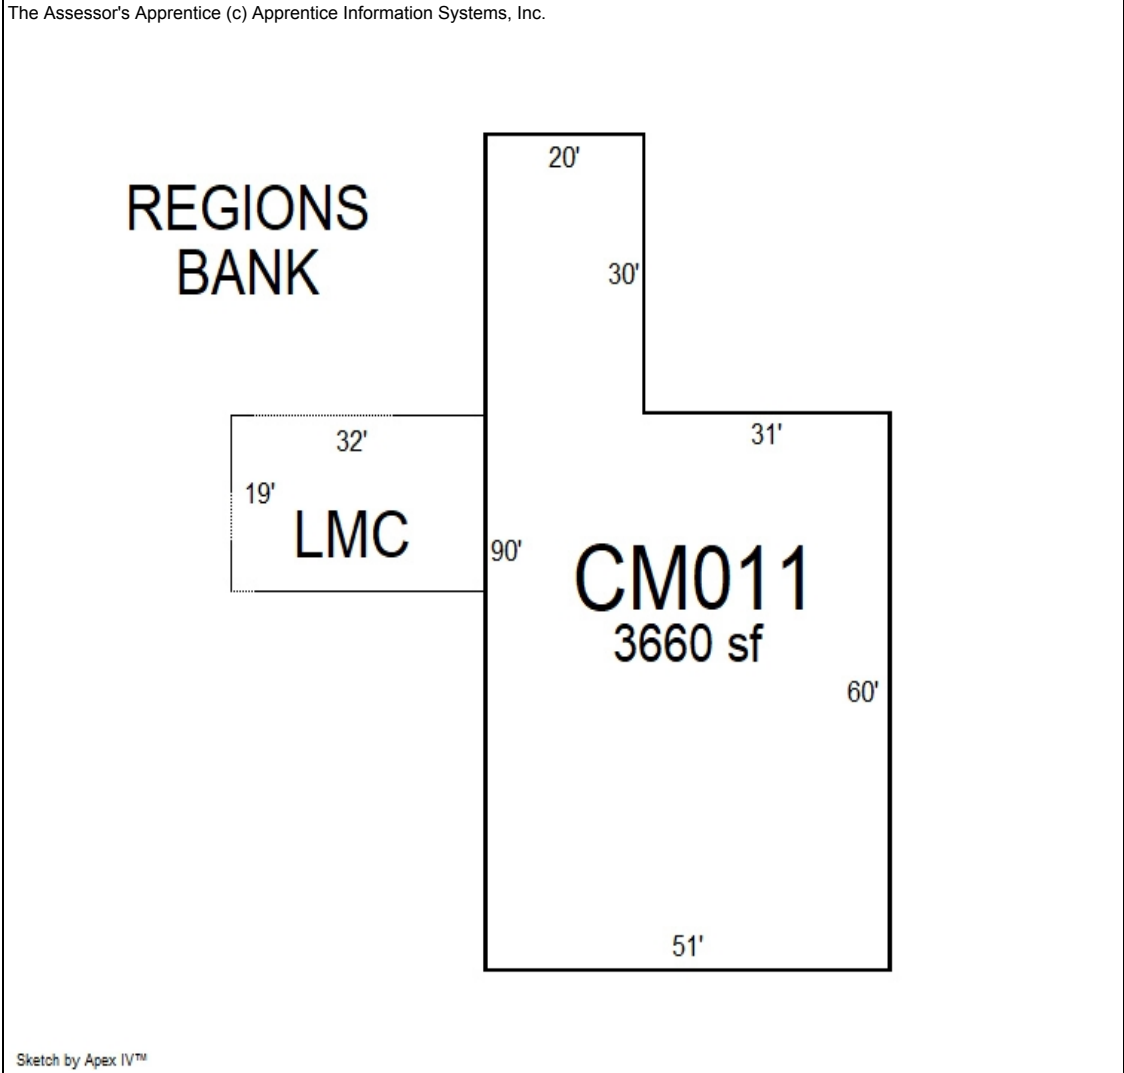 The Assessor's Apprentice (c) Apprentice Information Systems, Inc.
20'
REGIONS
BANK
30'
31'
32'
19'
LMC
90'
CM011
3660 sf
60'
51'
Sketch by Apex IV™